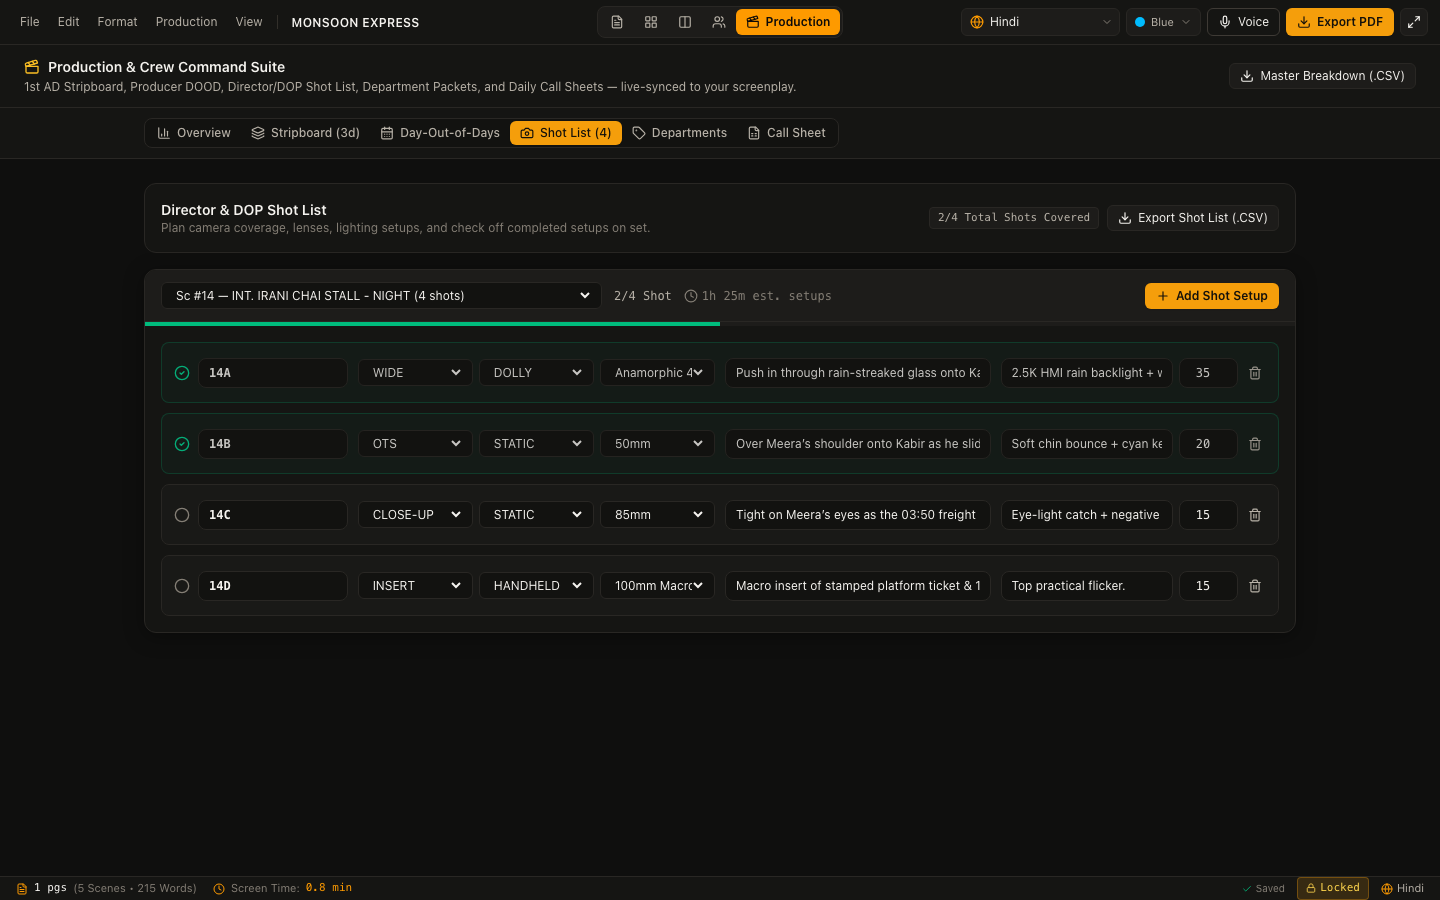 File Edit Format Production View MONSOON EXPRESS Production Hindi Blue Voice Export PDF
Production & Crew Command Suite
1st AD Stripboard, Producer DOOD, Director/DOP Shot List, Department Packets, and Daily Call Sheets — live-synced to your screenplay.
Master Breakdown (.CSV)
Overview Stripboard (3d) Day-Out-of-Days Shot List (4) Departments Call Sheet
Director & DOP Shot List
Plan camera coverage, lenses, lighting setups, and check off completed setups on set.
2/4 Total Shots Covered Export Shot List (.CSV)
Sc #14 — INT. IRANI CHAI STALL - NIGHT (4 shots) 2/4 Shot 1h 25m est. setups Add Shot Setup
14A WIDE DOLLY Anamorphic 4 Push in through rain-streaked glass onto Ka 2.5K HMI rain backlight + w 35
14B OTS STATIC 50mm Over Meera's shoulder onto Kabir as he slid Soft chin bounce + cyan ke 20
14C CLOSE-UP STATIC 85mm Tight on Meera's eyes as the 03:50 freight Eye-light catch + negative 15
14D INSERT HANDHELD 100mm Macro Macro insert of stamped platform ticket & 1 Top practical flicker. 15
1 pgs (5 Scenes • 215 Words) Screen Time: 0.8 min Saved Locked Hindi